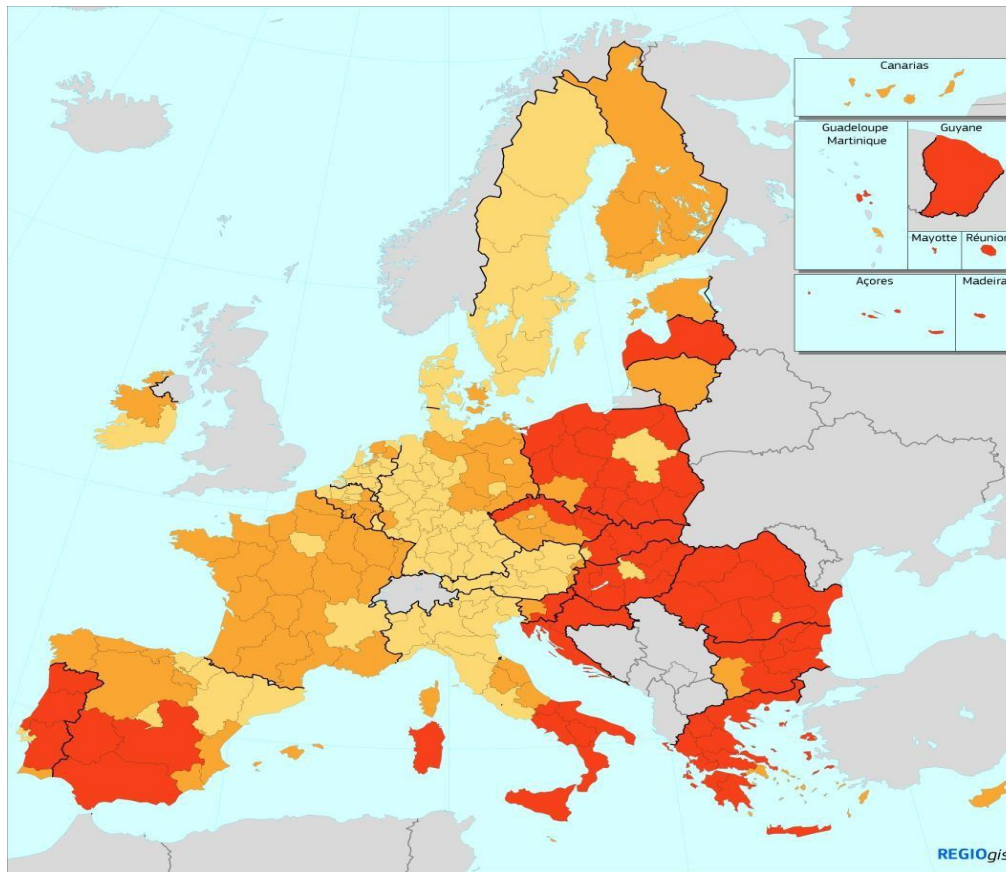 Canarias
Guadeloupe
Martinique
Guyane
Mayotte
Réunion
Açores
Madeira
REGIOgis